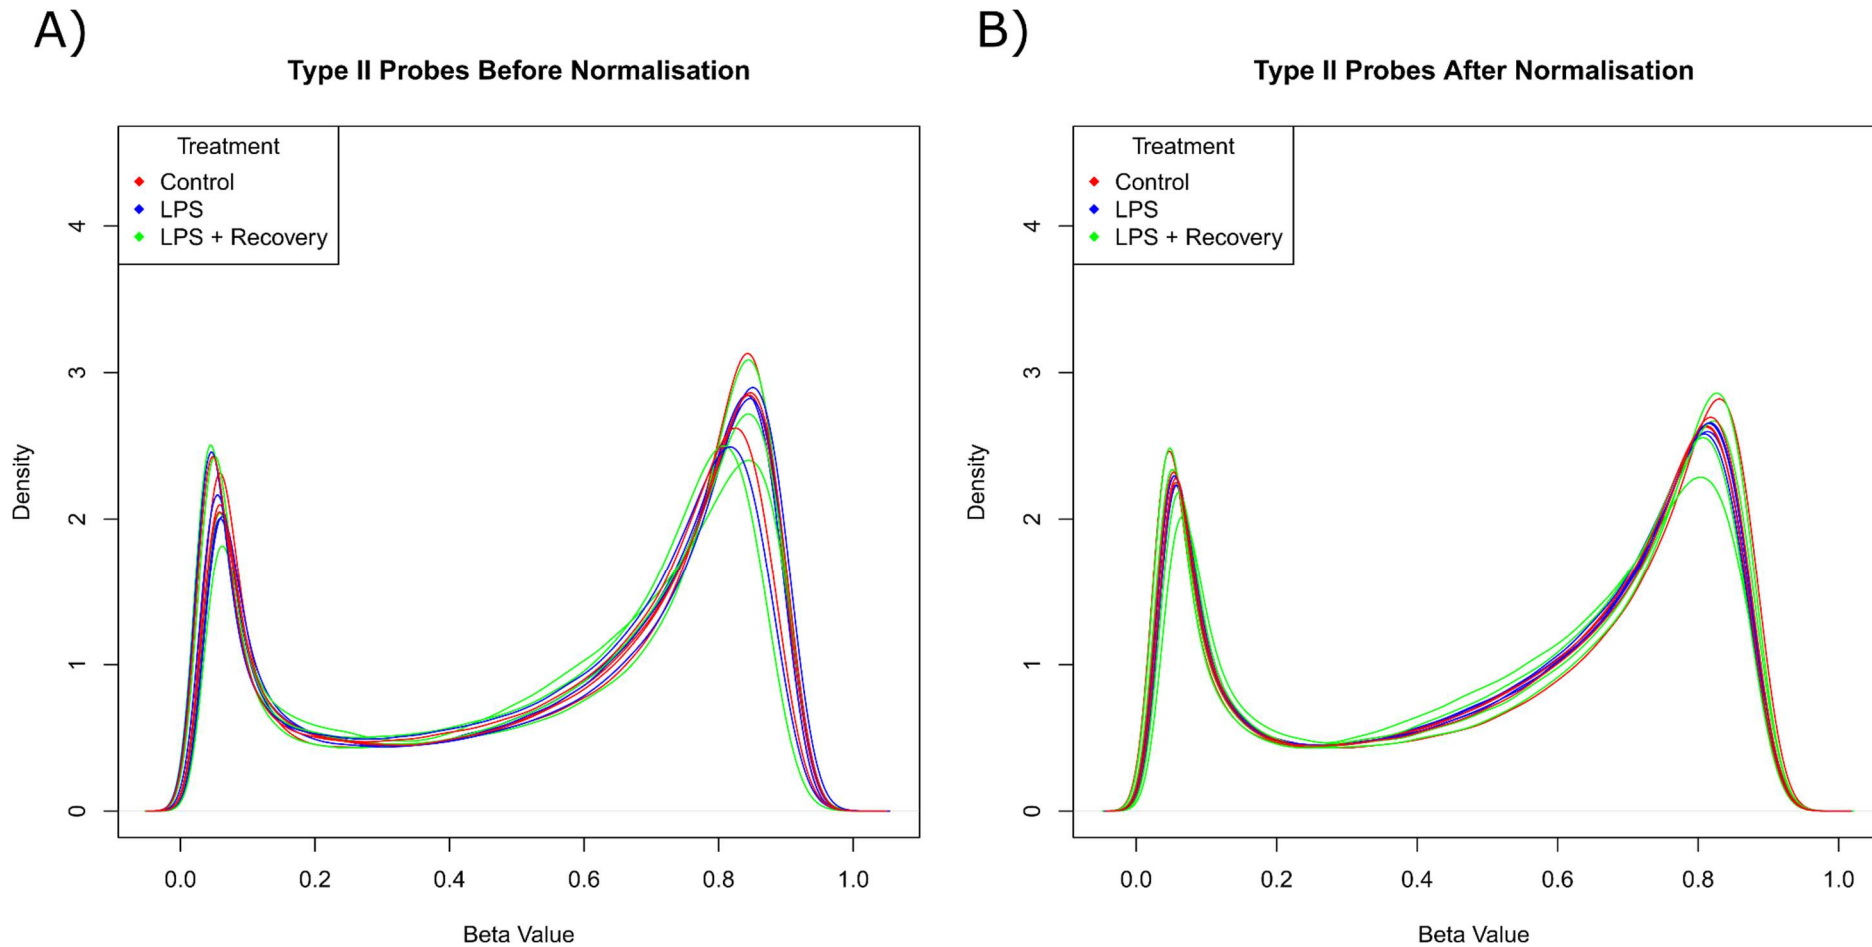 A)
Type II Probes Before Normalisation
Treatment
Control
LPS
LPS + Recovery
Density
4
3
2
1
0
0.0 0.2 0.4 0.6 0.8 1.0
Beta Value
B)
Type II Probes After Normalisation
Treatment
Control
LPS
LPS + Recovery
Density
4
3
2
1
0
0.0 0.2 0.4 0.6 0.8 1.0
Beta Value